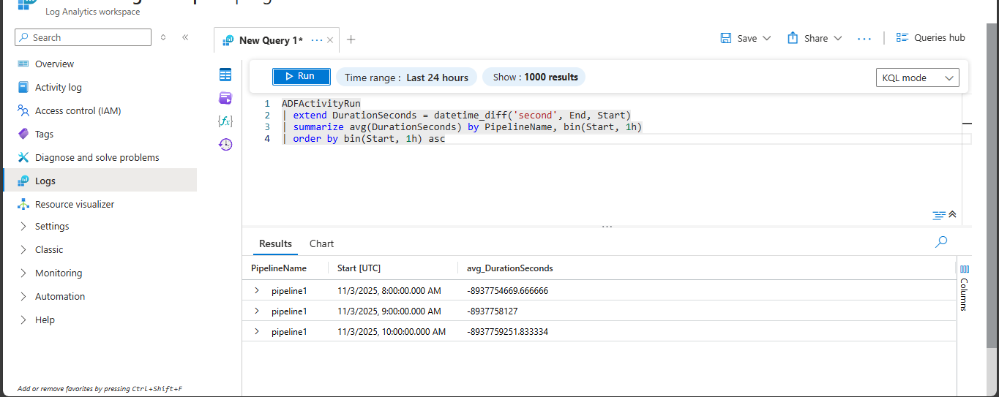 Log Analytics workspace
Search
Overview
Activity log
Access control (IAM)
Tags
Diagnose and solve problems
Logs
Resource visualizer
Settings
Classic
Monitoring
Automation
Help
Add or remove favorites by pressing Ctrl+Shift+F
New Query 1*
Save
Share
Queries hub
Run
Time range : Last 24 hours
Show : 1000 results
KQL mode
1 ADFActivityRun
2 | extend DurationSeconds = datetime_diff('second', End, Start)
3 | summarize avg(DurationSeconds) by PipelineName, bin(Start, 1h)
4 | order by bin(Start, 1h) asc
Results Chart
PipelineName Start [UTC] avg_DurationSeconds
pipeline1 11/3/2025, 8:00:00.000 AM -8937754669.666666
pipeline1 11/3/2025, 9:00:00.000 AM -8937758127
pipeline1 11/3/2025, 10:00:00.000 AM -8937759251.833334
Columns